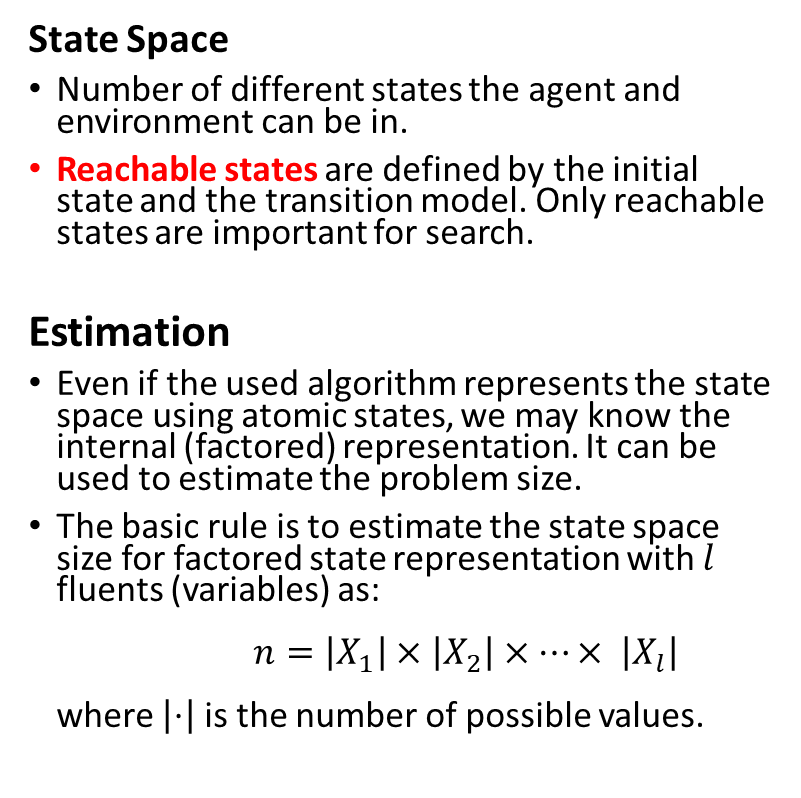 State Space
• Number of different states the agent and
environment can be in.
• Reachable states are defined by the initial
state and the transition model. Only reachable
states are important for search.
Estimation
• Even if the used algorithm represents the state
space using atomic states, we may know the
internal (factored) representation. It can be
used to estimate the problem size.
• The basic rule is to estimate the state space
size for factored state representation with l
fluents (variables) as:
n = |X₁| × |X₂| × ⋯ × |Xₗ|
where |·| is the number of possible values.